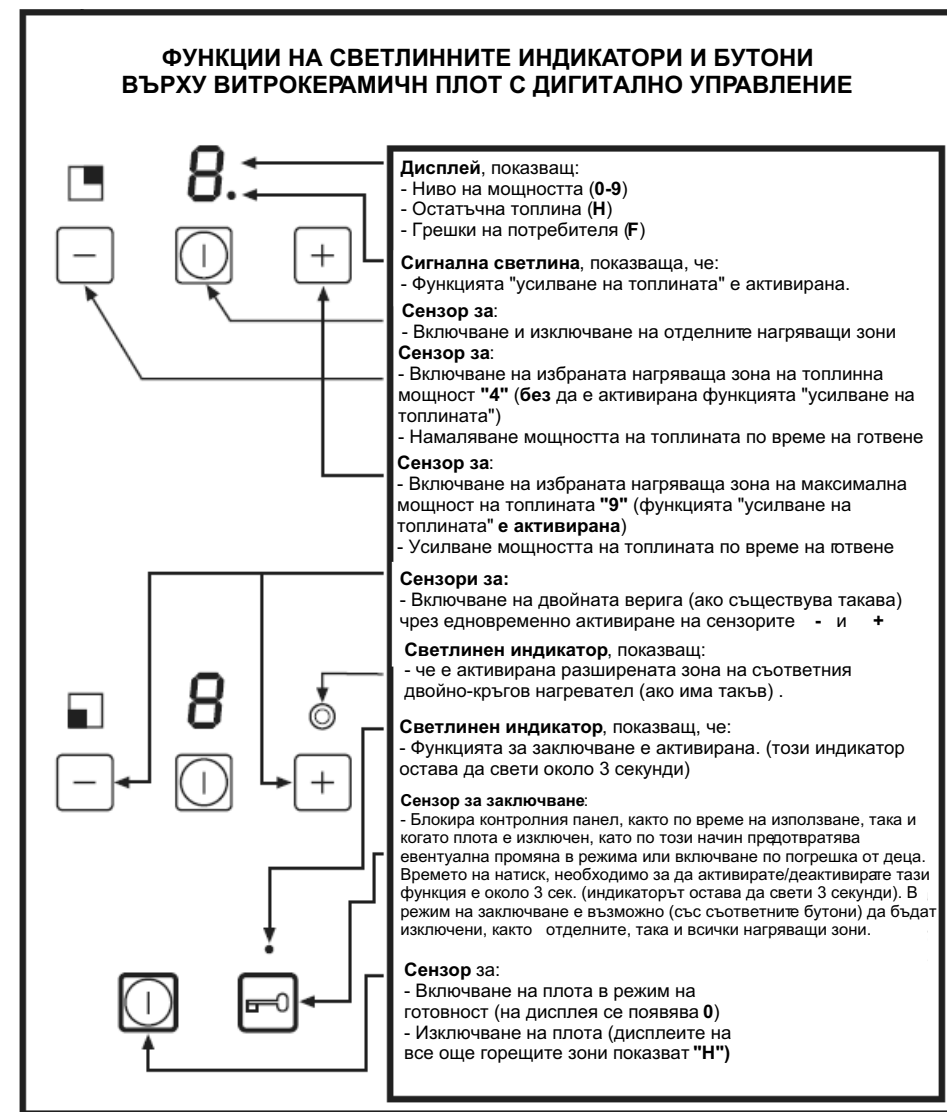 ФУНКЦИИ НА СВЕТЛИННИТЕ ИНДИКАТОРИ И БУТОНИ
ВЪРХУ ВИТРОКЕРАМИЧН ПЛОТ С ДИГИТАЛНО УПРАВЛЕНИЕ
8.
Дисплей, показващ:
- Ниво на мощността (0-9)
- Остатъчна топлина (H)
- Грешки на потребителя (F)
Сигнална светлина, показваща, че:
- Функцията "усилване на топлината" е активирана.
Сензор за:
- Включване и изключване на отделните нагряващи зони
Сензор за:
- Включване на избраната нагряваща зона на топлинна
мощност "4" (без да е активирана функцията "усилване на
топлината")
- Намаляване мощността на топлината по време на готвене
Сензор за:
- Включване на избраната нагряваща зона на максимална
мощност на топлината "9" (функцията "усилване на
топлината" е активирана)
- Усилване мощността на топлината по време на готвене
Сензори за:
- Включване на двойната верига (ако съществува такава)
чрез едновременно активиране на сензорите - и +
Светлинен индикатор, показващ:
- че е активирана разширената зона на съответния
двойно-кръгов нагревател (ако има такъв) .
8
Светлинен индикатор, показващ, че:
- Функцията за заключване е активирана. (този индикатор
остава да свети около 3 секунди)
Сензор за заключване:
- Блокира контролния панел, както по време на използване, така и
когато плота е изключен, като по този начин предотвратява
евентуална промяна в режима или включване по погрешка от деца.
Времето на натиск, необходимо за да активирате/деактивирате тази
функция е около 3 сек. (индикаторът остава да свети 3 секунди). В
режим на заключване е възможно (със съответните бутони) да бъдат
изключени, както отделните, така и всички нагряващи зони.
Сензор за:
- Включване на плота в режим на
готовност (на дисплея се появява 0)
- Изключване на плота (дисплеите на
все още горещите зони показват "H")